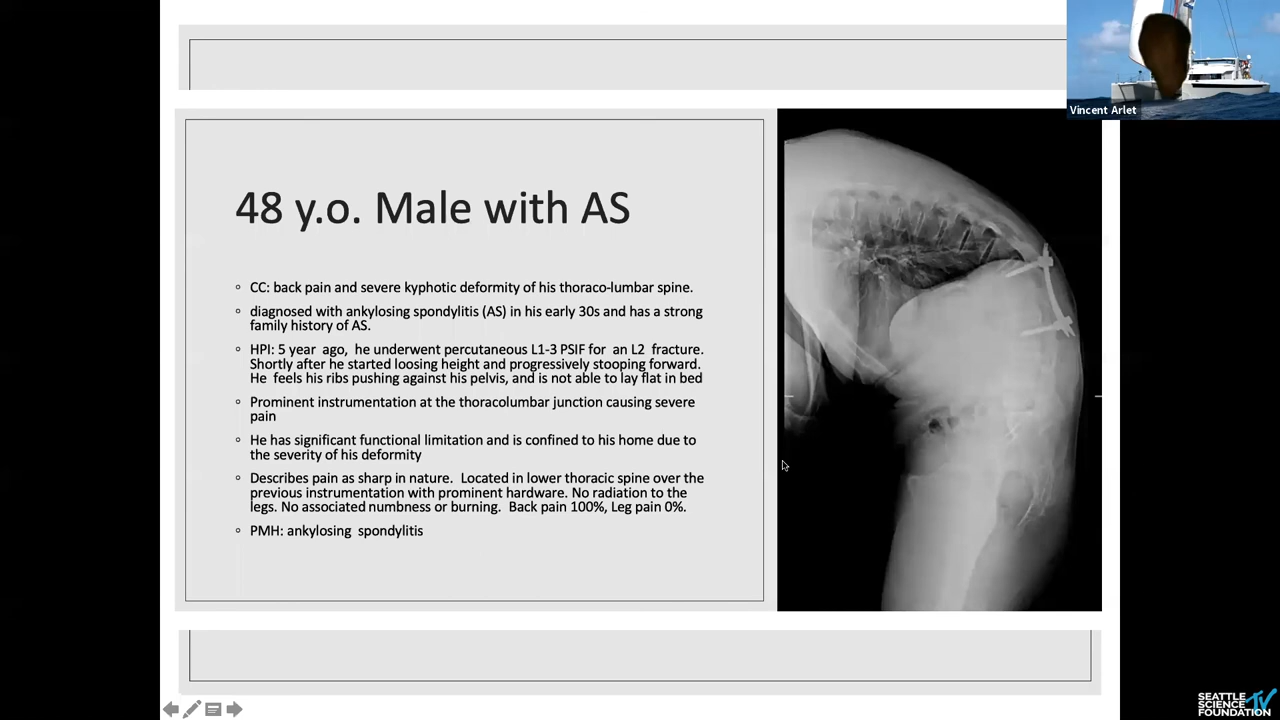 Vincent Arlet
48 y.o. Male with AS
CC: back pain and severe kyphotic deformity of his thoraco-lumbar spine.
diagnosed with ankylosing spondylitis (AS) in his early 30s and has a strong
family history of AS.
HPI: 5 year ago, he underwent percutaneous L1-3 PSIF for an L2 fracture.
Shortly after he started loosing height and progressively stooping forward.
He feels his ribs pushing against his pelvis, and is not able to lay flat in bed
Prominent instrumentation at the thoracolumbar junction causing severe
pain
He has significant functional limitation and is confined to his home due to
the severity of his deformity
Describes pain as sharp in nature. Located in lower thoracic spine over the
previous instrumentation with prominent hardware. No radiation to the
legs. No associated numbness or burning. Back pain 100%, Leg pain 0%.
PMH: ankylosing spondylitis
SEATTLE
SCIENCE
FOUNDATION
TV